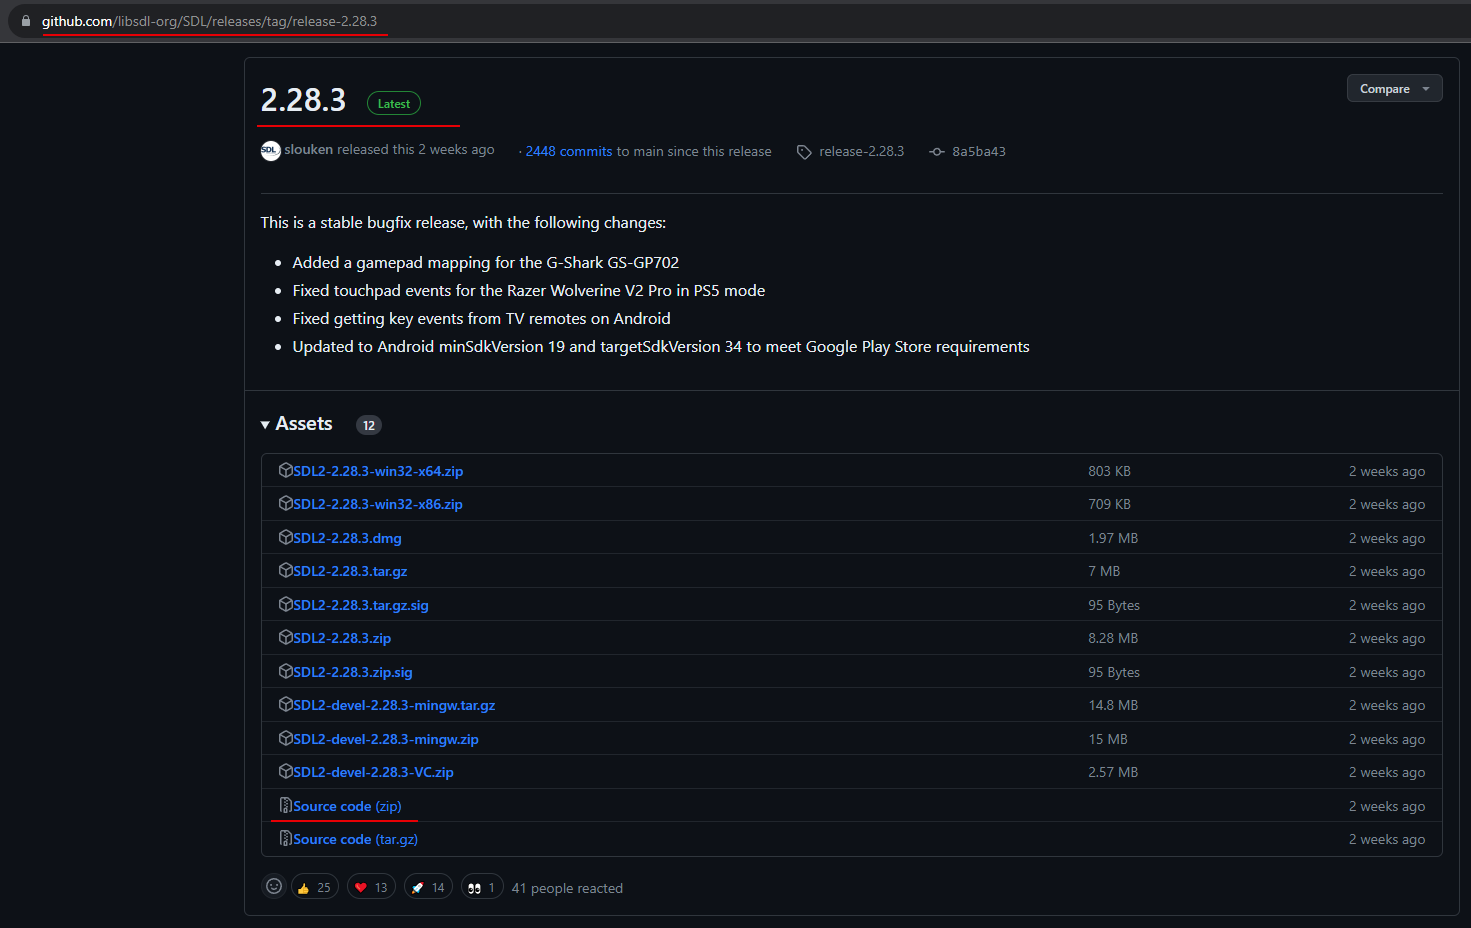 github.com/libsdl-org/SDL/releases/tag/release-2.28.3
2.28.3 Latest Compare
SDL slouken released this 2 weeks ago · 2448 commits to main since this release release-2.28.3 8a5ba43
This is a stable bugfix release, with the following changes:
• Added a gamepad mapping for the G-Shark GS-GP702
• Fixed touchpad events for the Razer Wolverine V2 Pro in PS5 mode
• Fixed getting key events from TV remotes on Android
• Updated to Android minSdkVersion 19 and targetSdkVersion 34 to meet Google Play Store requirements
Assets 12
SDL2-2.28.3-win32-x64.zip 803 KB 2 weeks ago
SDL2-2.28.3-win32-x86.zip 709 KB 2 weeks ago
SDL2-2.28.3.dmg 1.97 MB 2 weeks ago
SDL2-2.28.3.tar.gz 7 MB 2 weeks ago
SDL2-2.28.3.tar.gz.sig 95 Bytes 2 weeks ago
SDL2-2.28.3.zip 8.28 MB 2 weeks ago
SDL2-2.28.3.zip.sig 95 Bytes 2 weeks ago
SDL2-devel-2.28.3-mingw.tar.gz 14.8 MB 2 weeks ago
SDL2-devel-2.28.3-mingw.zip 15 MB 2 weeks ago
SDL2-devel-2.28.3-VC.zip 2.57 MB 2 weeks ago
Source code (zip) 2 weeks ago
Source code (tar.gz) 2 weeks ago
25 13 14 1 41 people reacted